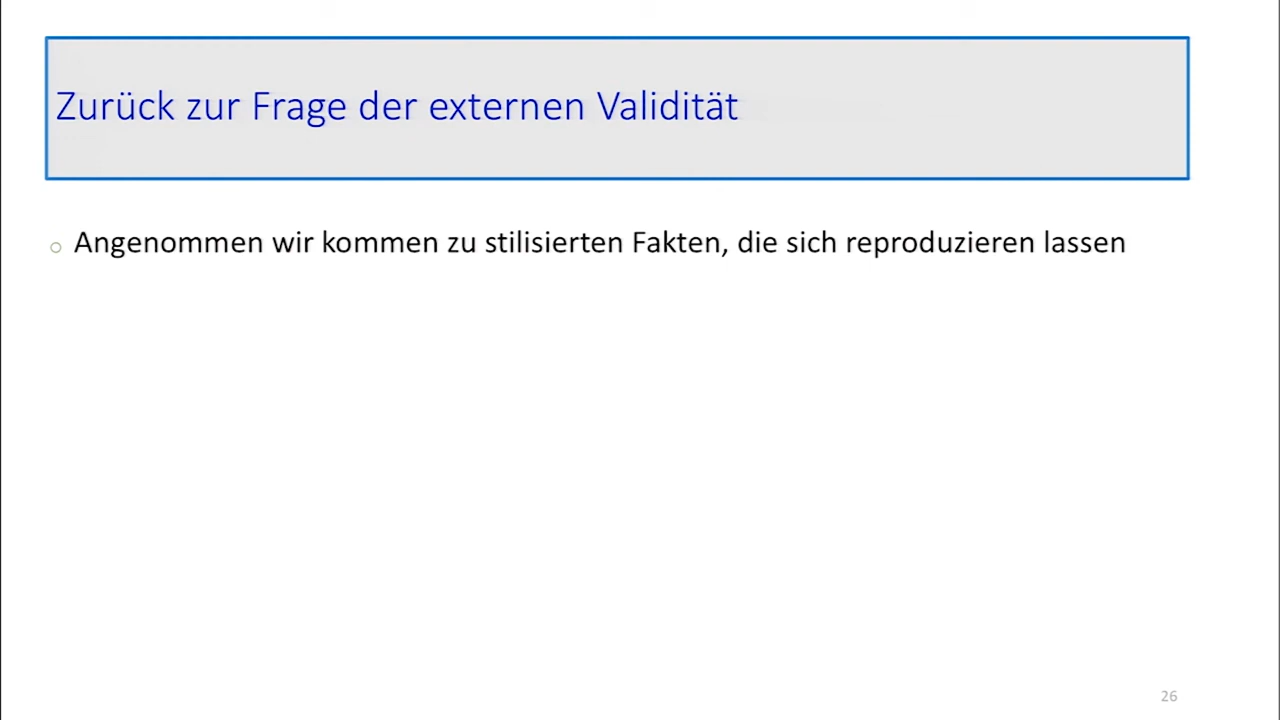 Zurück zur Frage der externen Validität
Angenommen wir kommen zu stilisierten Fakten, die sich reproduzieren lassen
26